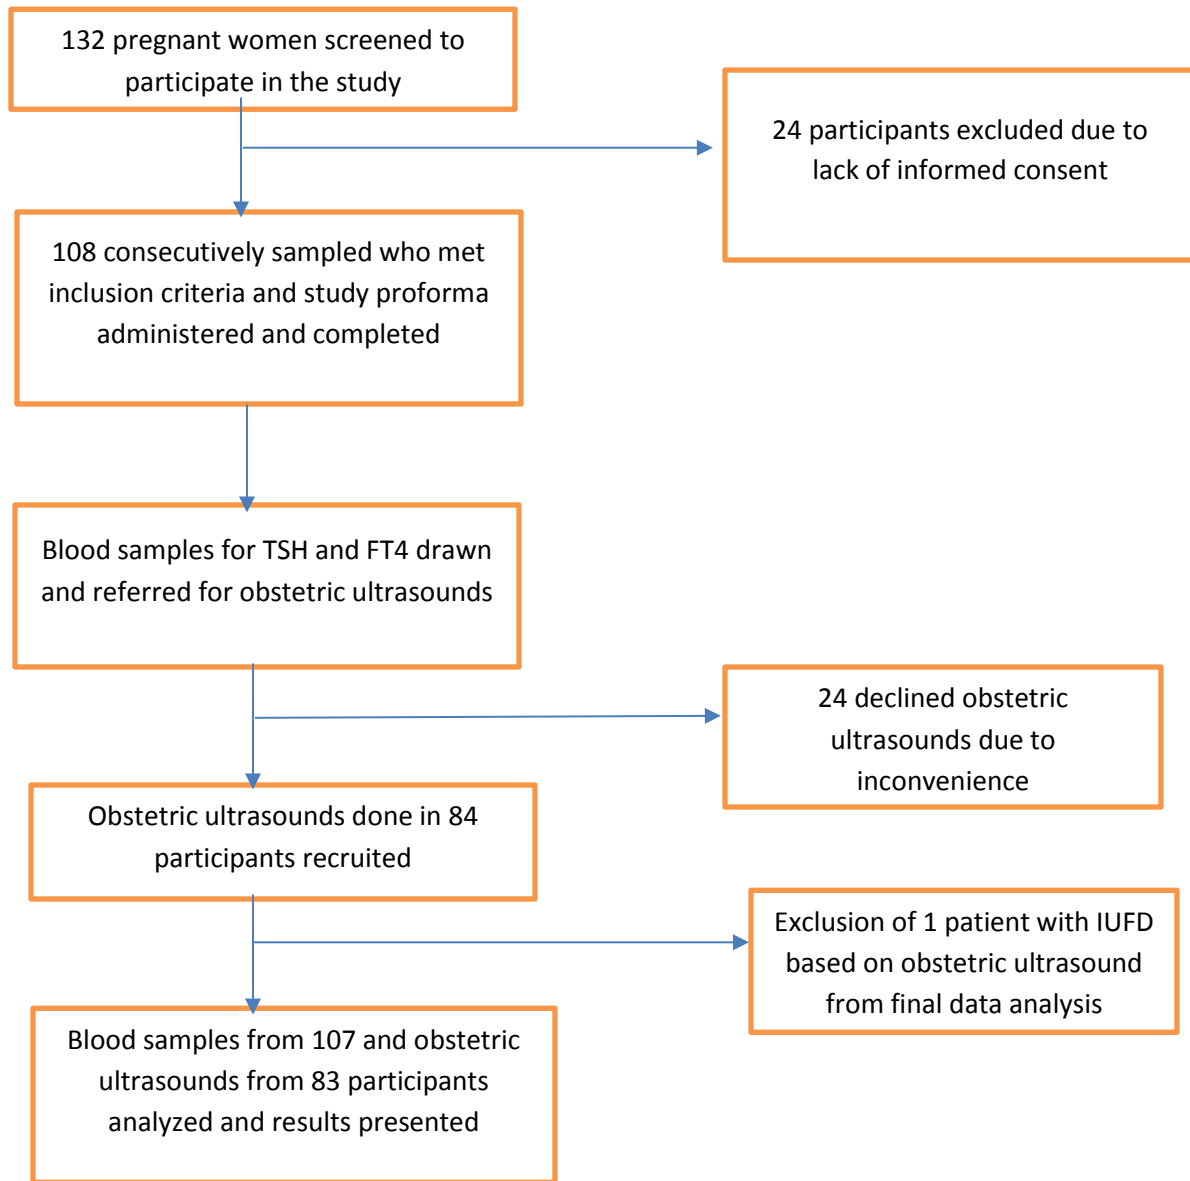 132 pregnant women screened to
participate in the study
24 participants excluded due to
lack of informed consent
108 consecutively sampled who met
inclusion criteria and study proforma
administered and completed
Blood samples for TSH and FT4 drawn
and referred for obstetric ultrasounds
24 declined obstetric
ultrasounds due to
inconvenience
Obstetric ultrasounds done in 84
participants recruited
Exclusion of 1 patient with IUFD
based on obstetric ultrasound
from final data analysis
Blood samples from 107 and obstetric
ultrasounds from 83 participants
analyzed and results presented